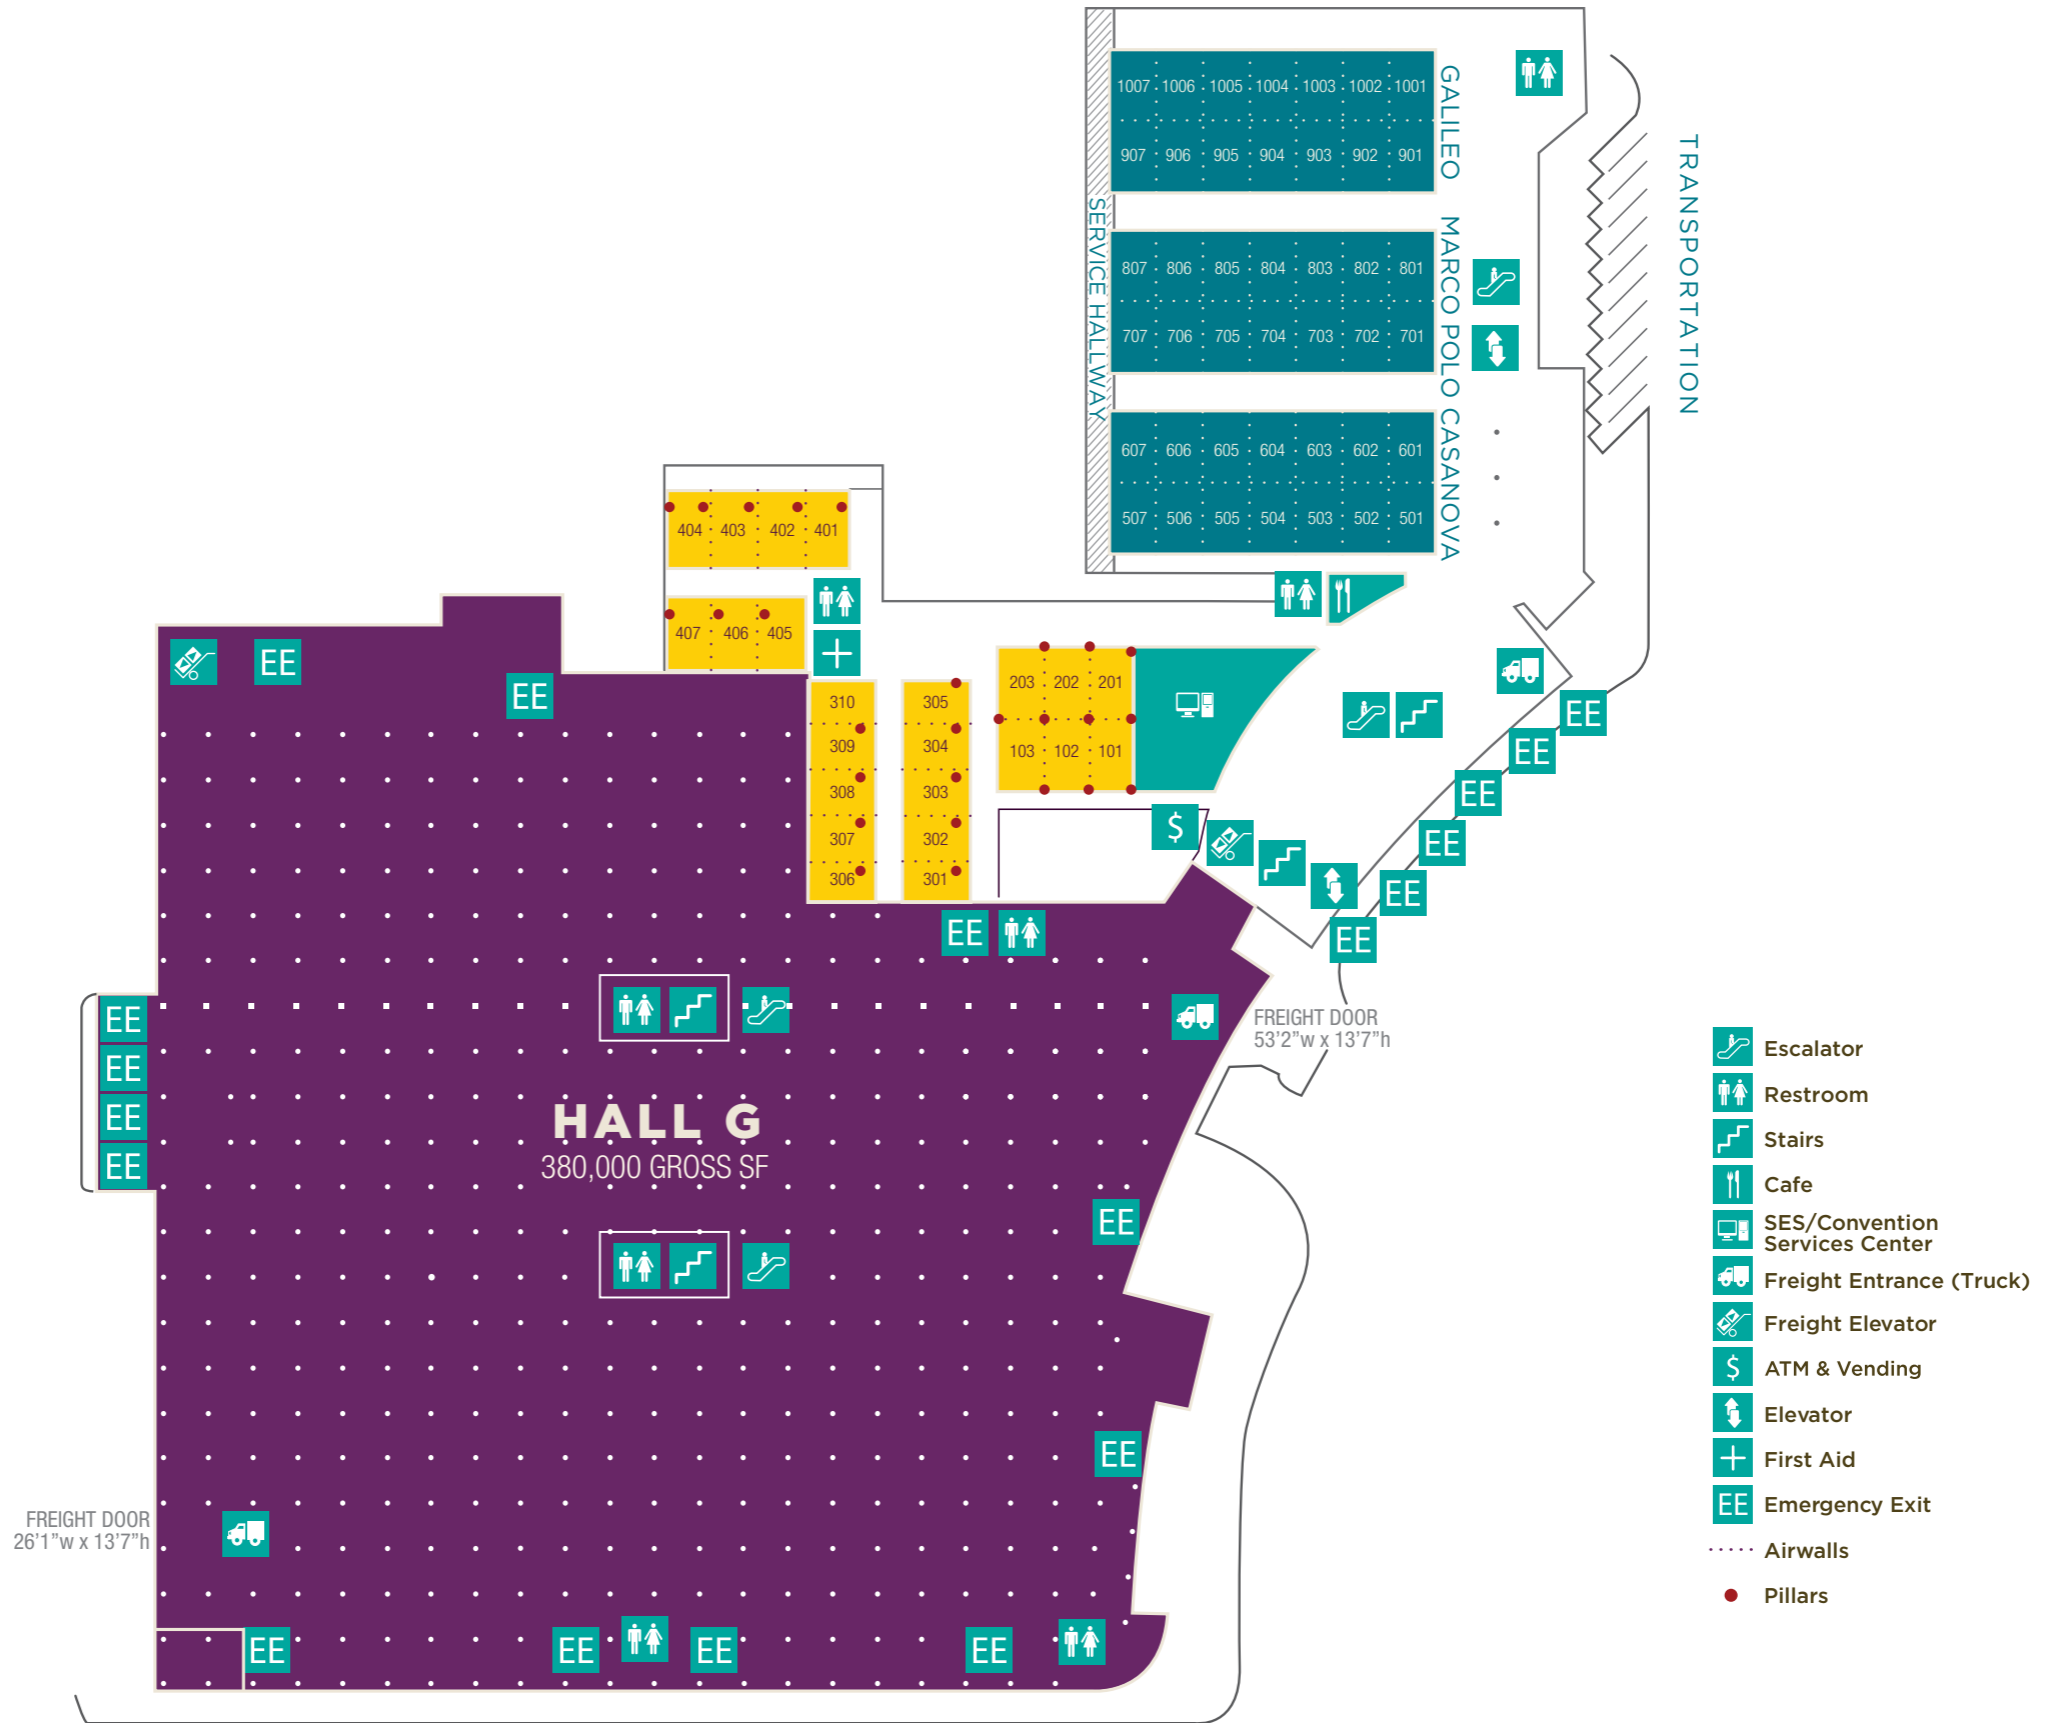 1007 1006 1005 1004 1003 1002 1001
907 906 905 904 903 902 901
GALILEO
TRANSPORTATION
SERVICE HALLWAY
807 806 805 804 803 802 801
707 706 705 704 703 702 701
MARCO POLO
607 606 605 604 603 602 601
507 506 505 504 503 502 501
CASANOVA
404 403 402 401
407 406 405
310
309
308
307
306
305
304
303
302
301
203 202 201
103 102 101
$
EE
EE
EE
EE
EE
EE
EE
EE
EE
EE
EE
EE
EE
FREIGHT DOOR
53'2"w x 13'7"h
HALL G
380,000 GROSS SF
EE
EE
FREIGHT DOOR
26'1"w x 13'7"h
EE
EE
EE
EE
Escalator
Restroom
Stairs
Cafe
SES/Convention
Services Center
Freight Entrance (Truck)
Freight Elevator
$ ATM & Vending
Elevator
First Aid
EE Emergency Exit
Airwalls
Pillars